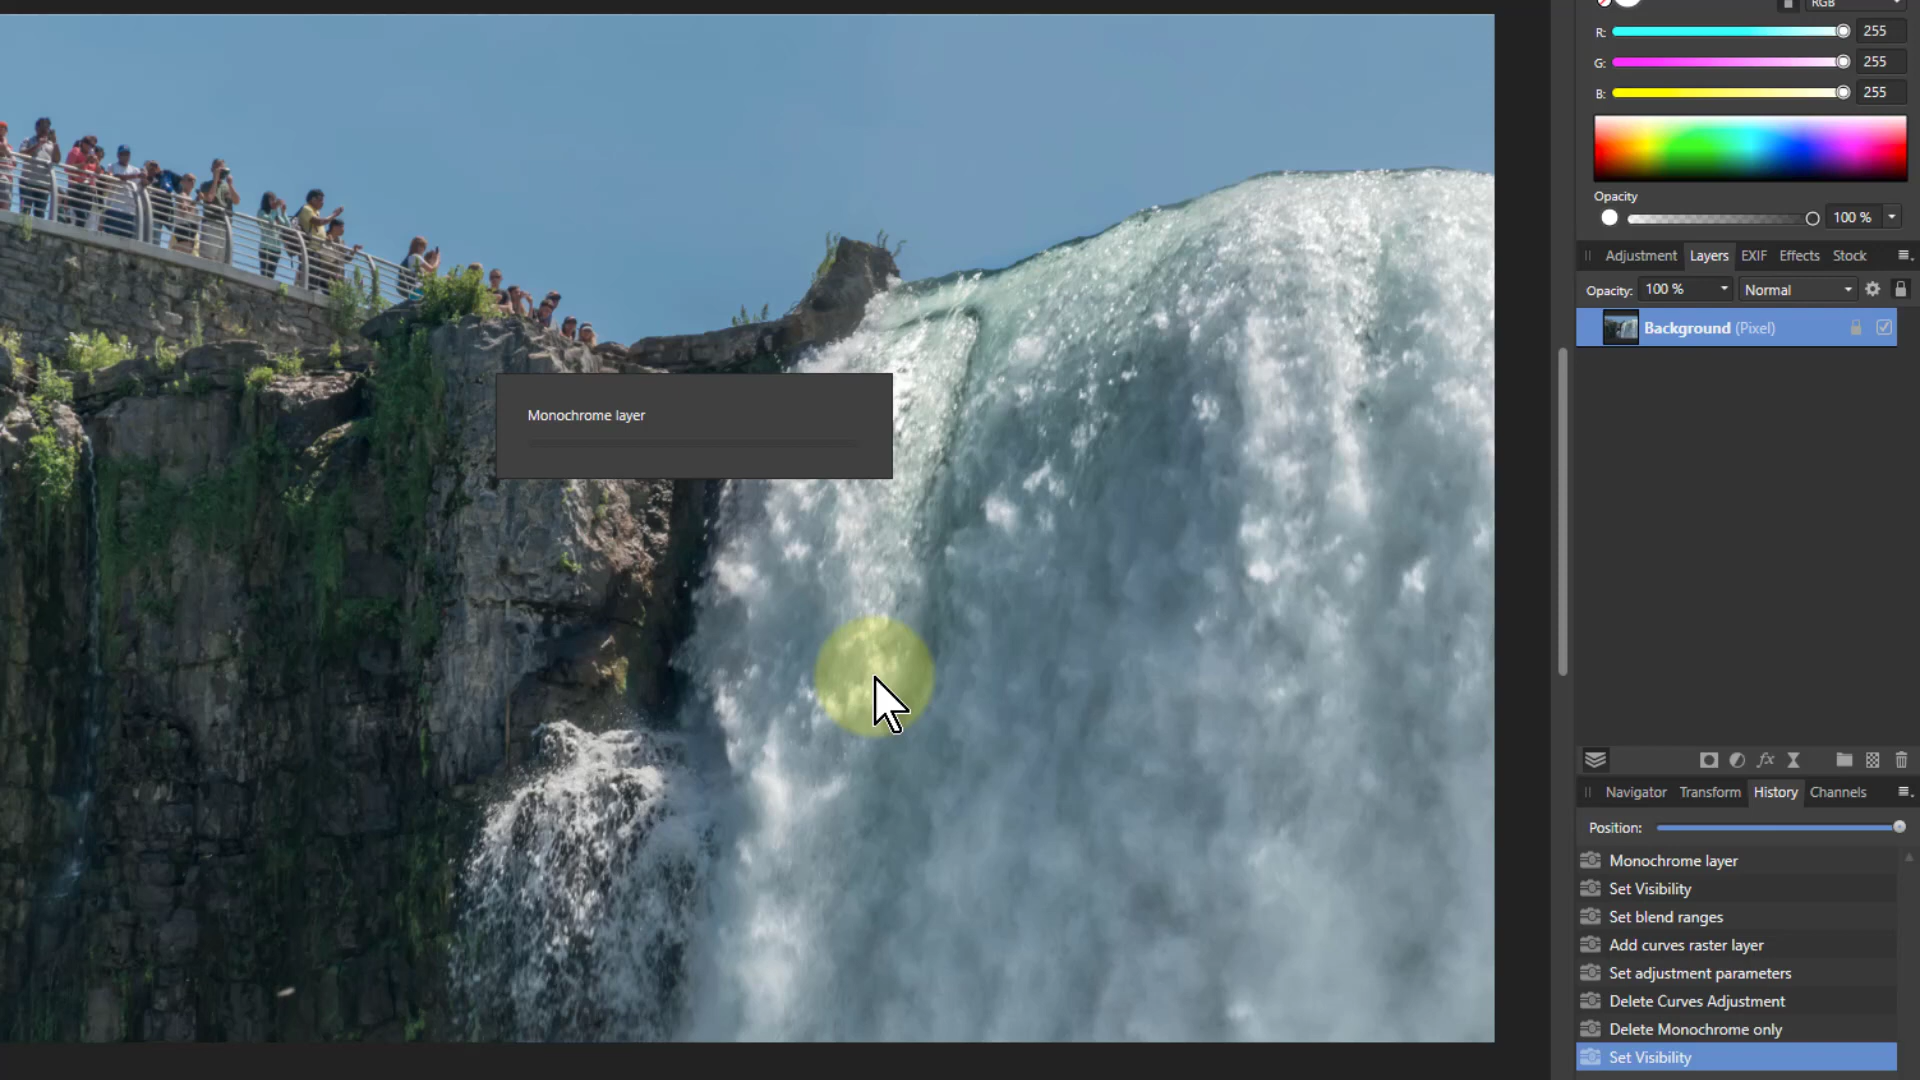 RGB
R: 255
G: 255
B: 255
Opacity
100 %
Adjustment Layers EXIF Effects Stock
Opacity: 100 % Normal
Background (Pixel)
Monochrome layer
fx
Navigator Transform History Channels
Position:
Monochrome layer
Set Visibility
Set blend ranges
Add curves raster layer
Set adjustment parameters
Delete Curves Adjustment
Delete Monochrome only
Set Visibility